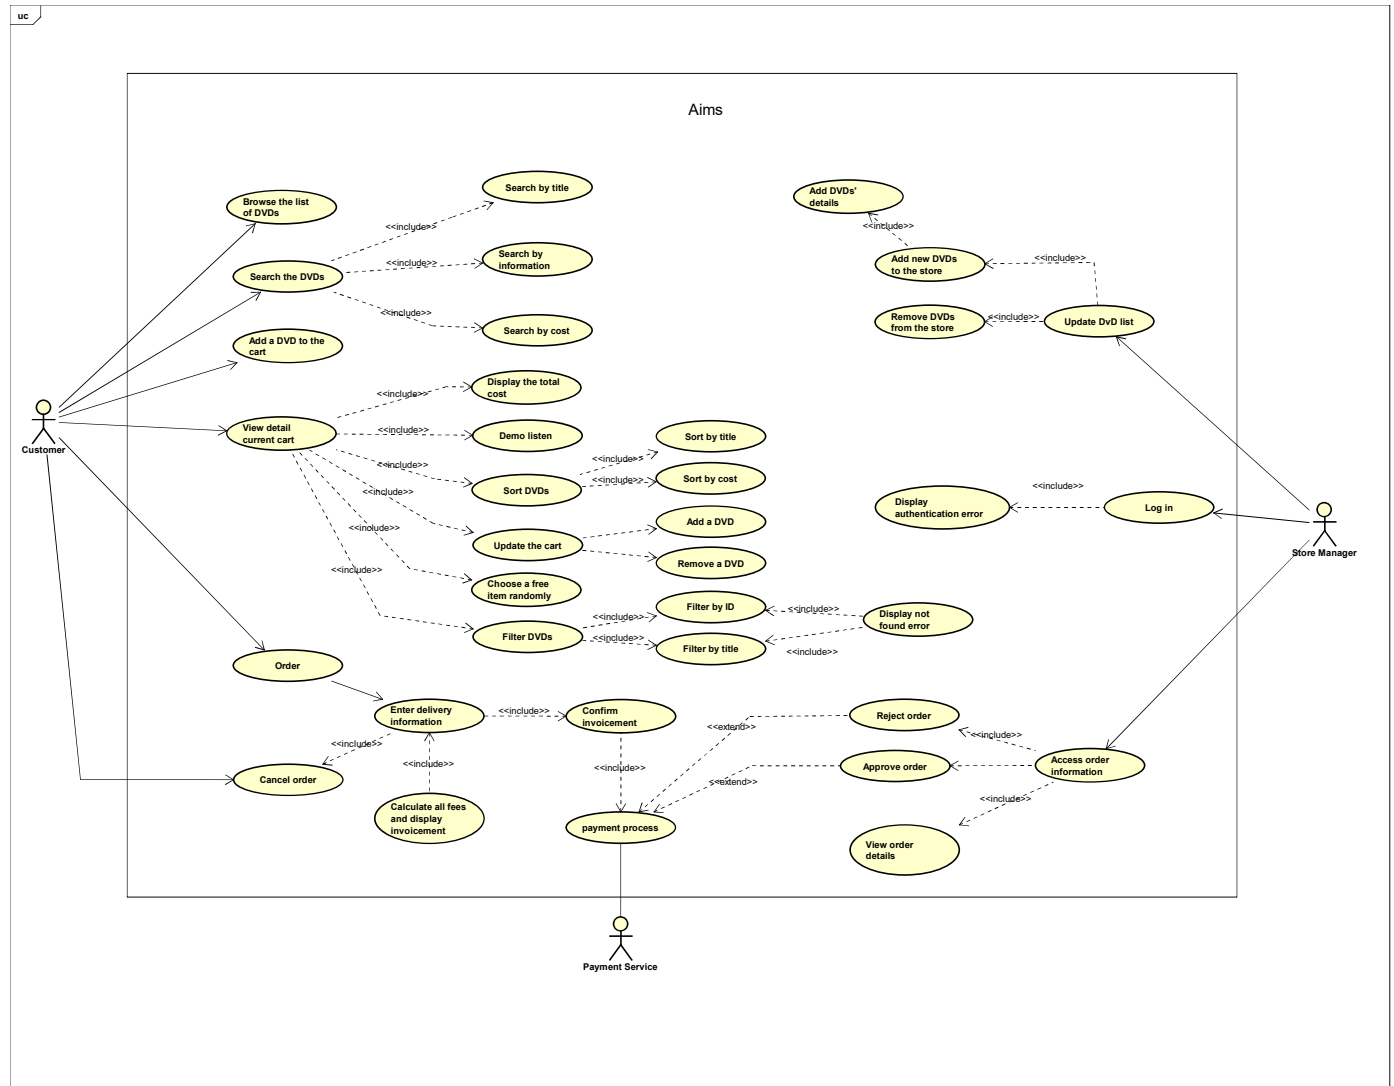 uc
Aims
Search by title
Add DVDs'
details
Browse the list
of DVDs
<<include>>
<<include>>
Search by
information
Add new DVDs
to the store
<<include>>
<<include>>
Search the DVDs
<<include>>
Search by cost
Remove DVDs
from the store
<<include>>
Update DvD list
Add a DVD to the
cart
Display the total
cost
<<include>>
Customer
View detail
current cart
<<include>>
Demo listen
Sort by title
<<include>>
<<include>>
Sort DVDs
<<include>>
Sort by cost
<<include>>
<<include>>
Display
authentication error
Log in
<<include>>
Update the cart
Add a DVD
Store Manager
<<include>>
Remove a DVD
<<include>>
Choose a free
item randomly
Filter by ID
<<include>>
Display not
found error
<<include>>
Filter DVDs
<<include>>
Filter by title
<<include>>
Order
Enter delivery
information
<<include>>
Confirm
invoicement
<<extend>>
Reject order
<<include>>
<<include>>
<<include>>
<<include>>
Approve order
Access order
information
Cancel order
<<extend>>
<<include>>
Calculate all fees
and display
invoicement
payment process
View order
details
Payment Service